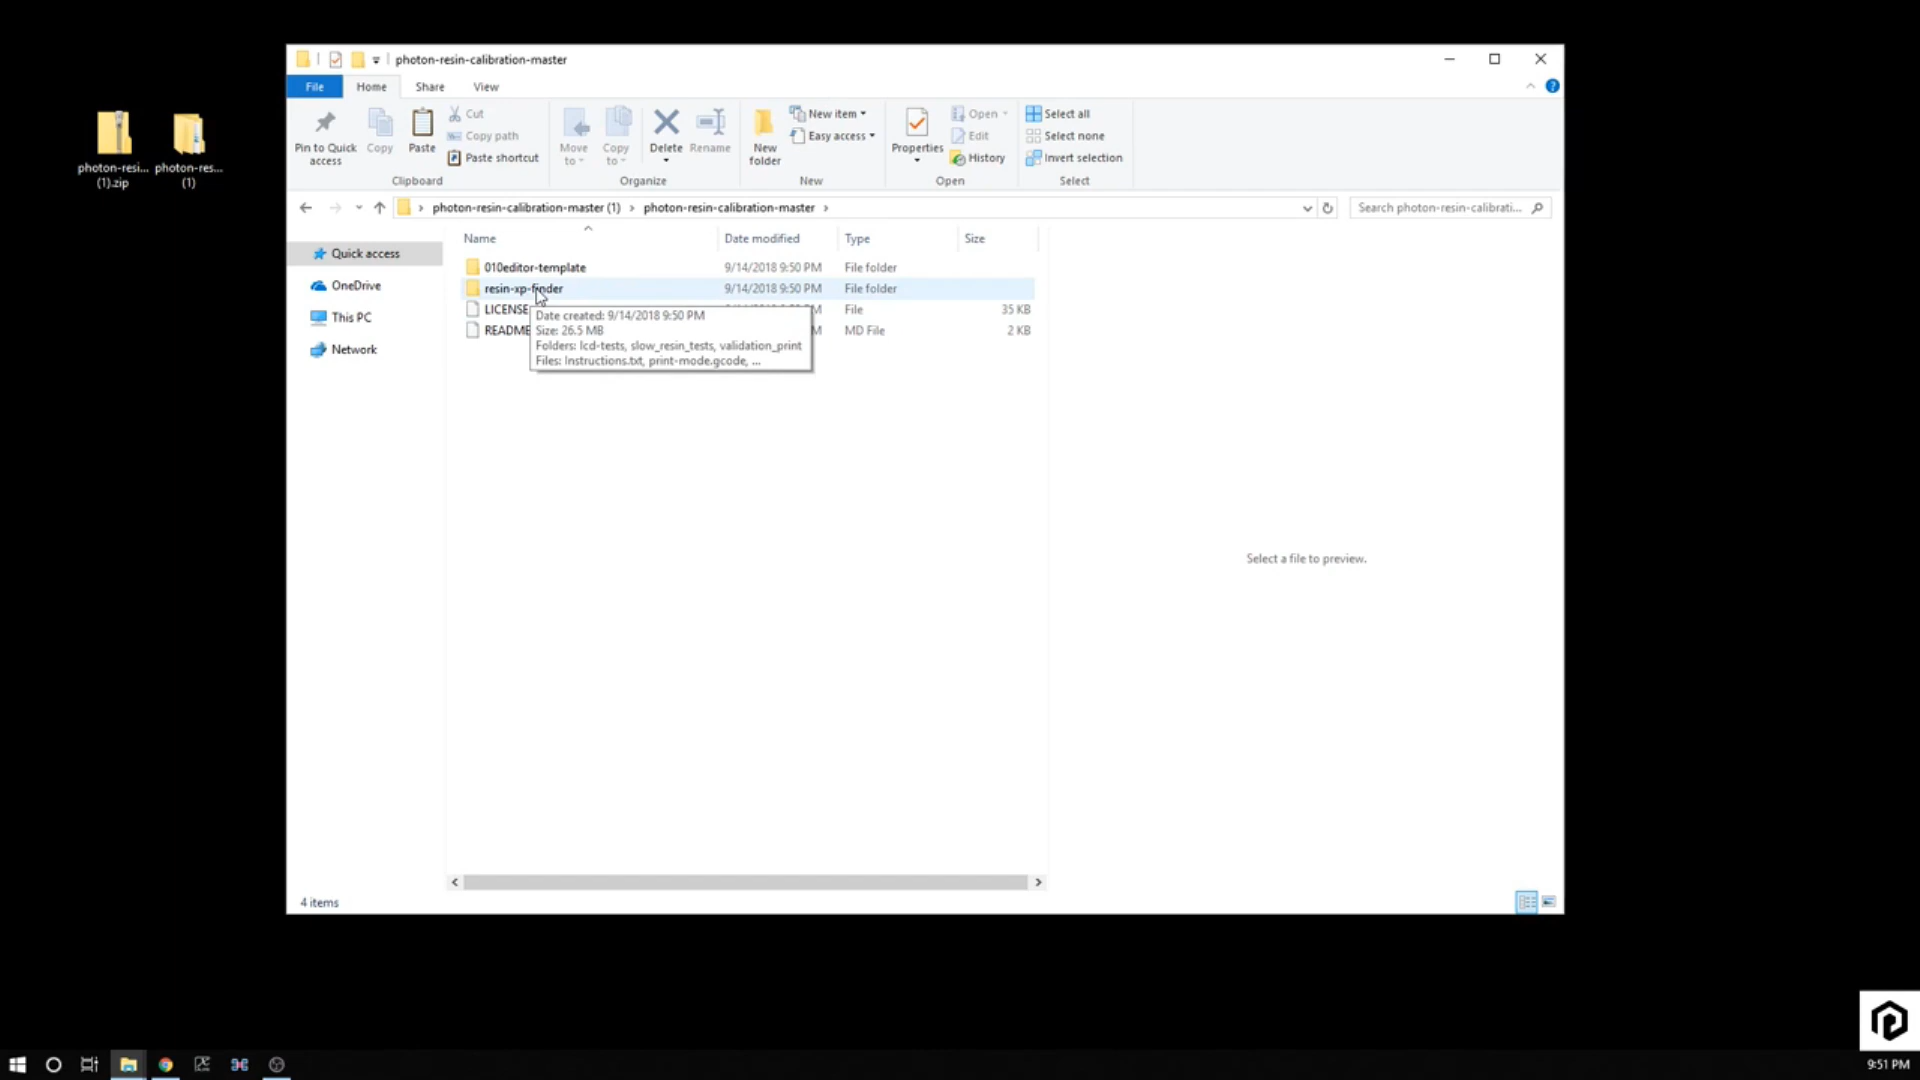 photon-resin-calibration-master
File
Home
Share
View
Pin to Quick
access
Copy
Paste
Cut
Copy path
Paste shortcut
Clipboard
Move
to
Copy
to
Delete
Rename
Organize
New
folder
New item
Easy access
New
Properties
Open
Edit
History
Open
Select all
Select none
Invert selection
Select
photon-resin-calibration-master (1) › photon-resin-calibration-master ›
Search photon-resin-calibrati...
photon-resi...
(1).zip
photon-res...
(1)
Quick access
OneDrive
This PC
Network
Name Date modified Type Size
010editor-template 9/14/2018 9:50 PM File folder
resin-xp-finder 9/14/2018 9:50 PM File folder
LICENSE File 35 KB
README MD File 2 KB
Date created: 9/14/2018 9:50 PM
Size: 26.5 MB
Folders: lcd-tests, slow_resin_tests, validation_print
Files: Instructions.txt, print-mode.gcode, ...
Select a file to preview.
4 items
9:51 PM